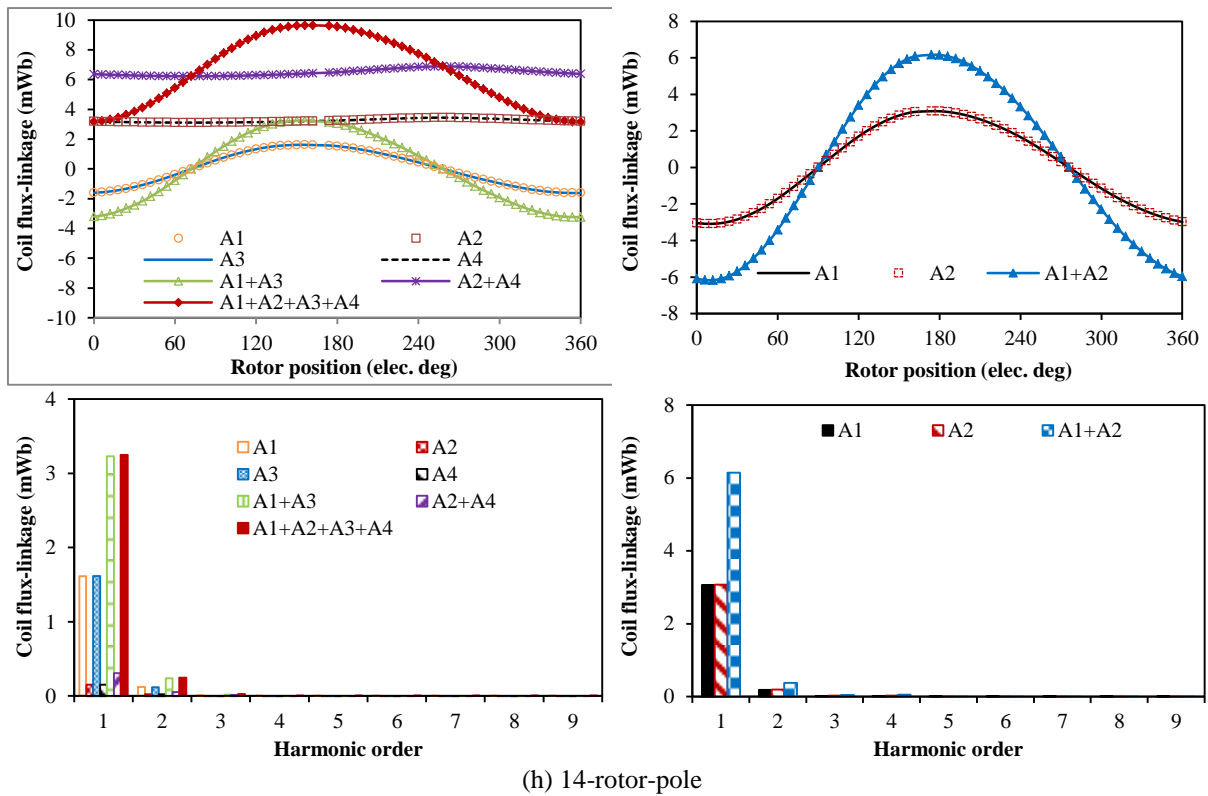 Coil flux-linkage (mWb)
10
8
6
4
2
0
-2
-4
-6
-8
-10
A1
A2
A3
A4
A1+A3
A2+A4
A1+A2+A3+A4
0 60 120 180 240 300 360
Rotor position (elec. deg)
Coil flux-linkage (mWb)
8
6
4
2
0
-2
-4
-6
-8
A1 A2 A1+A2
0 60 120 180 240 300 360
Rotor position (elec. deg)
Coil flux-linkage (mWb)
4
3
2
1
0
A1
A2
A3
A4
A1+A3
A2+A4
A1+A2+A3+A4
1 2 3 4 5 6 7 8 9
Harmonic order
Coil flux-linkage (mWb)
8
6
4
2
0
A1 A2 A1+A2
1 2 3 4 5 6 7 8 9
Harmonic order
(h) 14-rotor-pole